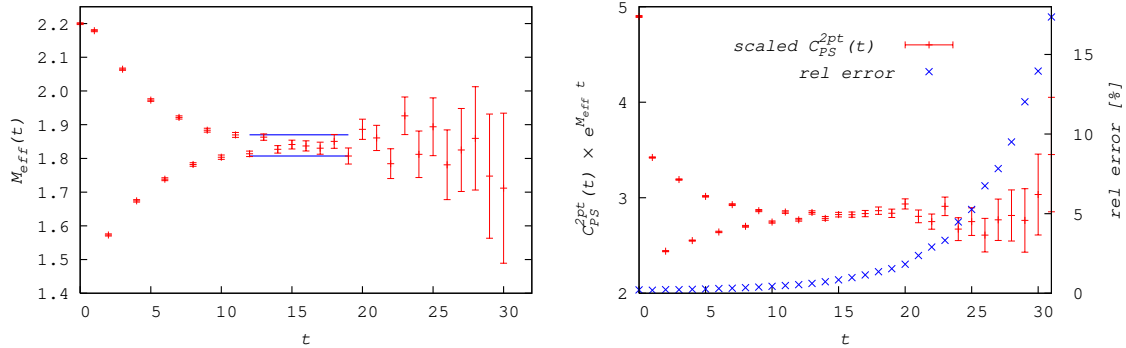 M_eff(t)
2.2
2.1
2.0
1.9
1.8
1.7
1.6
1.5
1.4
0 5 10 15 20 25 30
t
C_PS^2pt(t) × e^{M_eff t}
5
4
3
2
scaled C_PS^2pt(t)
rel error
15
10
5
0
rel error [%]
0 5 10 15 20 25 30
t